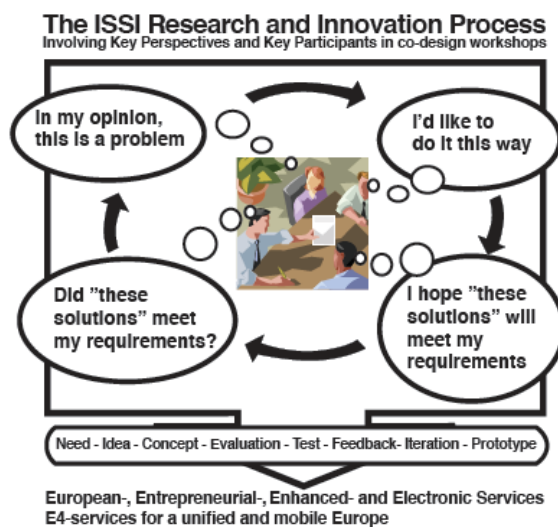 The ISSI Research and Innovation Process
Involving Key Perspectives and Key Participants in co-design workshops
In my opinion,
this is a problem
I'd like to
do it this way
Did "these
solutions" meet
my requirements?
I hope "these
solutions" will
meet my
requirements
Need - Idea - Concept - Evaluation - Test - Feedback- Iteration - Prototype
European-, Entrepreneurial-, Enhanced- and Electronic Services
E4-services for a unified and mobile Europe